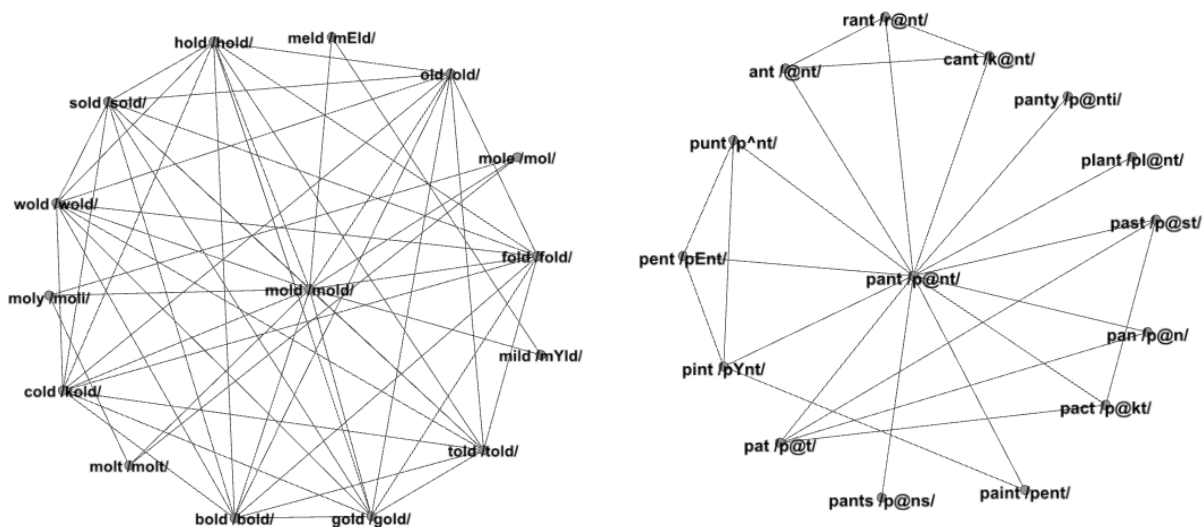 hold /hold/
meld /mEld/
old /old/
sold /sold/
mole /mol/
wold /wold/
fold /fold/
moly /moli/
mold /mold/
mild /mYld/
cold /kold/
told /told/
molt /molt/
bold /bold/
gold /gold/
rant /r@nt/
cant /k@nt/
ant /@nt/
panty /p@nti/
punt /p^nt/
plant /pl@nt/
past /p@st/
pent /pEnt/
pant /p@nt/
pan /p@n/
pint /pYnt/
pact /p@kt/
pat /p@t/
pants /p@ns/
paint /pent/